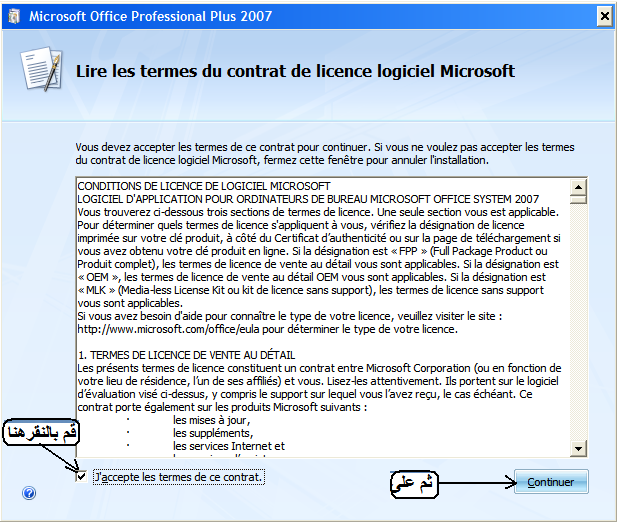 Microsoft Office Professional Plus 2007
Lire les termes du contrat de licence logiciel Microsoft
Vous devez accepter les termes de ce contrat pour continuer. Si vous ne voulez pas accepter les termes
du contrat de licence logiciel Microsoft, fermez cette fenêtre pour annuler l'installation.
CONDITIONS DE LICENCE DE LOGICIEL MICROSOFT
LOGICIEL D'APPLICATION POUR ORDINATEURS DE BUREAU MICROSOFT OFFICE SYSTEM 2007
Vous trouverez ci-dessous trois sections de termes de licence. Une seule section vous est applicable.
Pour déterminer quels termes de licence s'appliquent à vous, vérifiez la désignation de licence
imprimée sur votre clé produit, à côté du Certificat d'authenticité ou sur la page de téléchargement si
vous avez obtenu votre clé produit en ligne. Si la désignation est « FPP » (Full Package Product ou
Produit complet), les termes de licence de vente au détail vous sont applicables. Si la désignation est
« OEM », les termes de licence de vente au détail OEM vous sont applicables. Si la désignation est
« MLK » (Media-less License Kit ou kit de licence sans support), les termes de licence sans support
vous sont applicables.
Si vous avez besoin d'aide pour connaître le type de votre licence, veuillez visiter le site :
http://www.microsoft.com/office/eula pour déterminer le type de votre licence.
1. TERMES DE LICENCE DE VENTE AU DÉTAIL
Les présents termes de licence constituent un contrat entre Microsoft Corporation (ou en fonction de
votre lieu de résidence, l'un de ses affiliés) et vous. Lisez-les attentivement. Ils portent sur le logiciel
d'évaluation visé ci-dessus, y compris le support sur lequel vous l'avez reçu, le cas échéant. Ce
contrat porte également sur les produits Microsoft suivants :
· les mises à jour,
· les suppléments,
· les services Internet et
قم بالنقرهنا
J'accepte les termes de ce contrat.
ثم على
Continuer